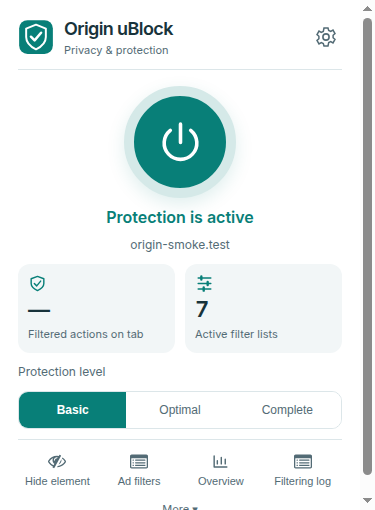 Origin uBlock
Privacy & protection
Protection is active
origin-smoke.test
—
7
Filtered actions on tab
Active filter lists
Protection level
Basic
Optimal
Complete
Hide element
Ad filters
Overview
Filtering log
More ▾